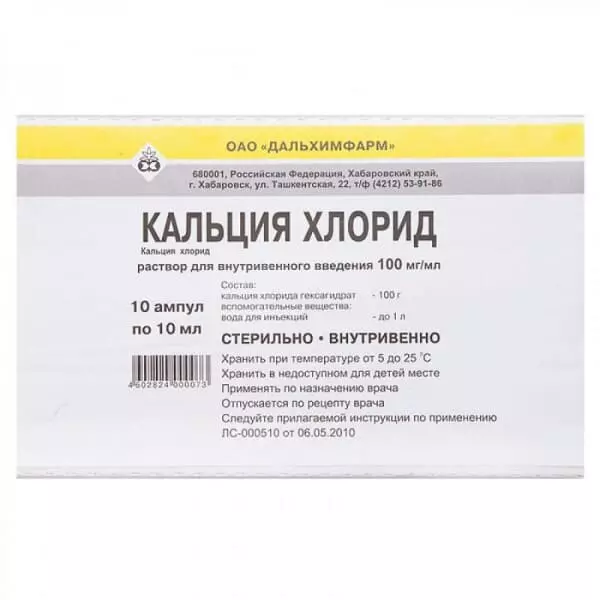 ОАО «ДАЛЬХИМФАРМ»
680001, Российская Федерация, Хабаровский край,
г. Хабаровск, ул. Ташкентская, 22, т/ф (4212) 53-91-86
КАЛЬЦИЯ ХЛОРИД
Кальция хлорид
раствор для внутривенного введения 100 мг/мл
10 ампул
по 10 мл
Состав:
кальция хлорида гексагидрат - 100 г
вспомогательные вещества:
вода для инъекций - до 1 л
СТЕРИЛЬНО • ВНУТРИВЕННО
Хранить при температуре от 5 до 25 °С
Хранить в недоступном для детей месте
Применять по назначению врача
Отпускается по рецепту врача
Следуйте прилагаемой инструкции по применению
ЛС-000510 от 06.05.2010
4602824000073